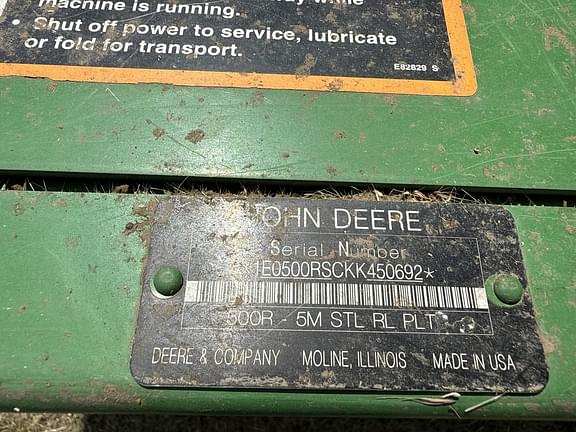 machine is running.
• Shut off power to service, lubricate
or fold for transport.
E82829 S
JOHN DEERE
Serial Number
1E0500RSCKK450692*
500R - 5M STL RL PLT
DEERE & COMPANY MOLINE, ILLINOIS MADE IN USA